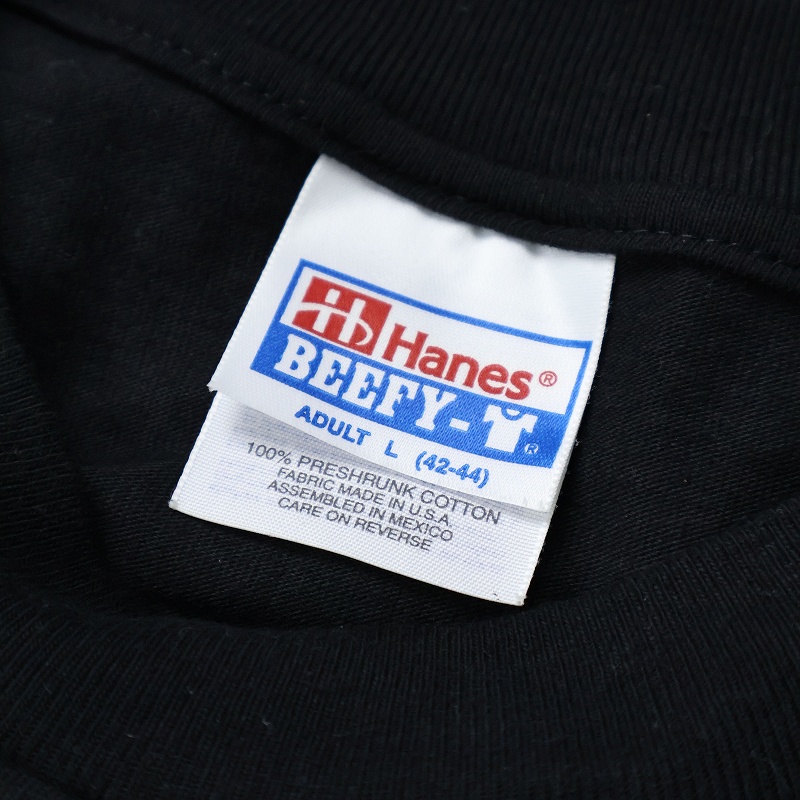 Hanes®
BEEFY-T®
ADULT L (42-44)
100% PRESHRUNK COTTON
FABRIC MADE IN U.S.A.
ASSEMBLED IN MEXICO
CARE ON REVERSE